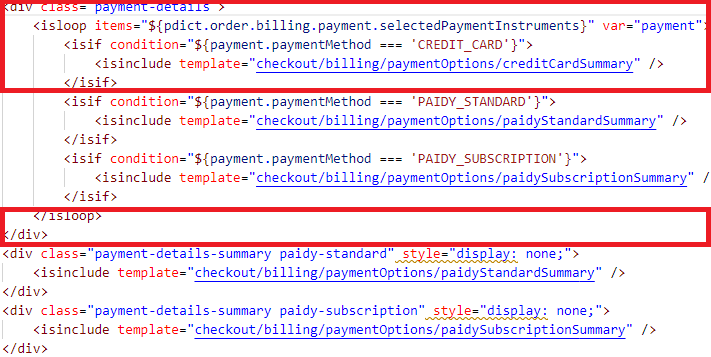 <div class="payment-details">
<isloop items="${pdict.order.billing.payment.selectedPaymentInstruments}" var="payment">
<isif condition="${payment.paymentMethod === 'CREDIT_CARD'}">
<isinclude template="checkout/billing/paymentOptions/creditCardSummary" />
</isif>
<isif condition="${payment.paymentMethod === 'PAIDY_STANDARD'}">
<isinclude template="checkout/billing/paymentOptions/paidyStandardSummary" />
</isif>
<isif condition="${payment.paymentMethod === 'PAIDY_SUBSCRIPTION'}">
<isinclude template="checkout/billing/paymentOptions/paidySubscriptionSummary" /
</isif>
</isloop>
</div>
<div class="payment-details-summary paidy-standard" style="display: none;">
<isinclude template="checkout/billing/paymentOptions/paidyStandardSummary" />
</div>
<div class="payment-details-summary paidy-subscription" style="display: none;">
<isinclude template="checkout/billing/paymentOptions/paidySubscriptionSummary" />
</div>